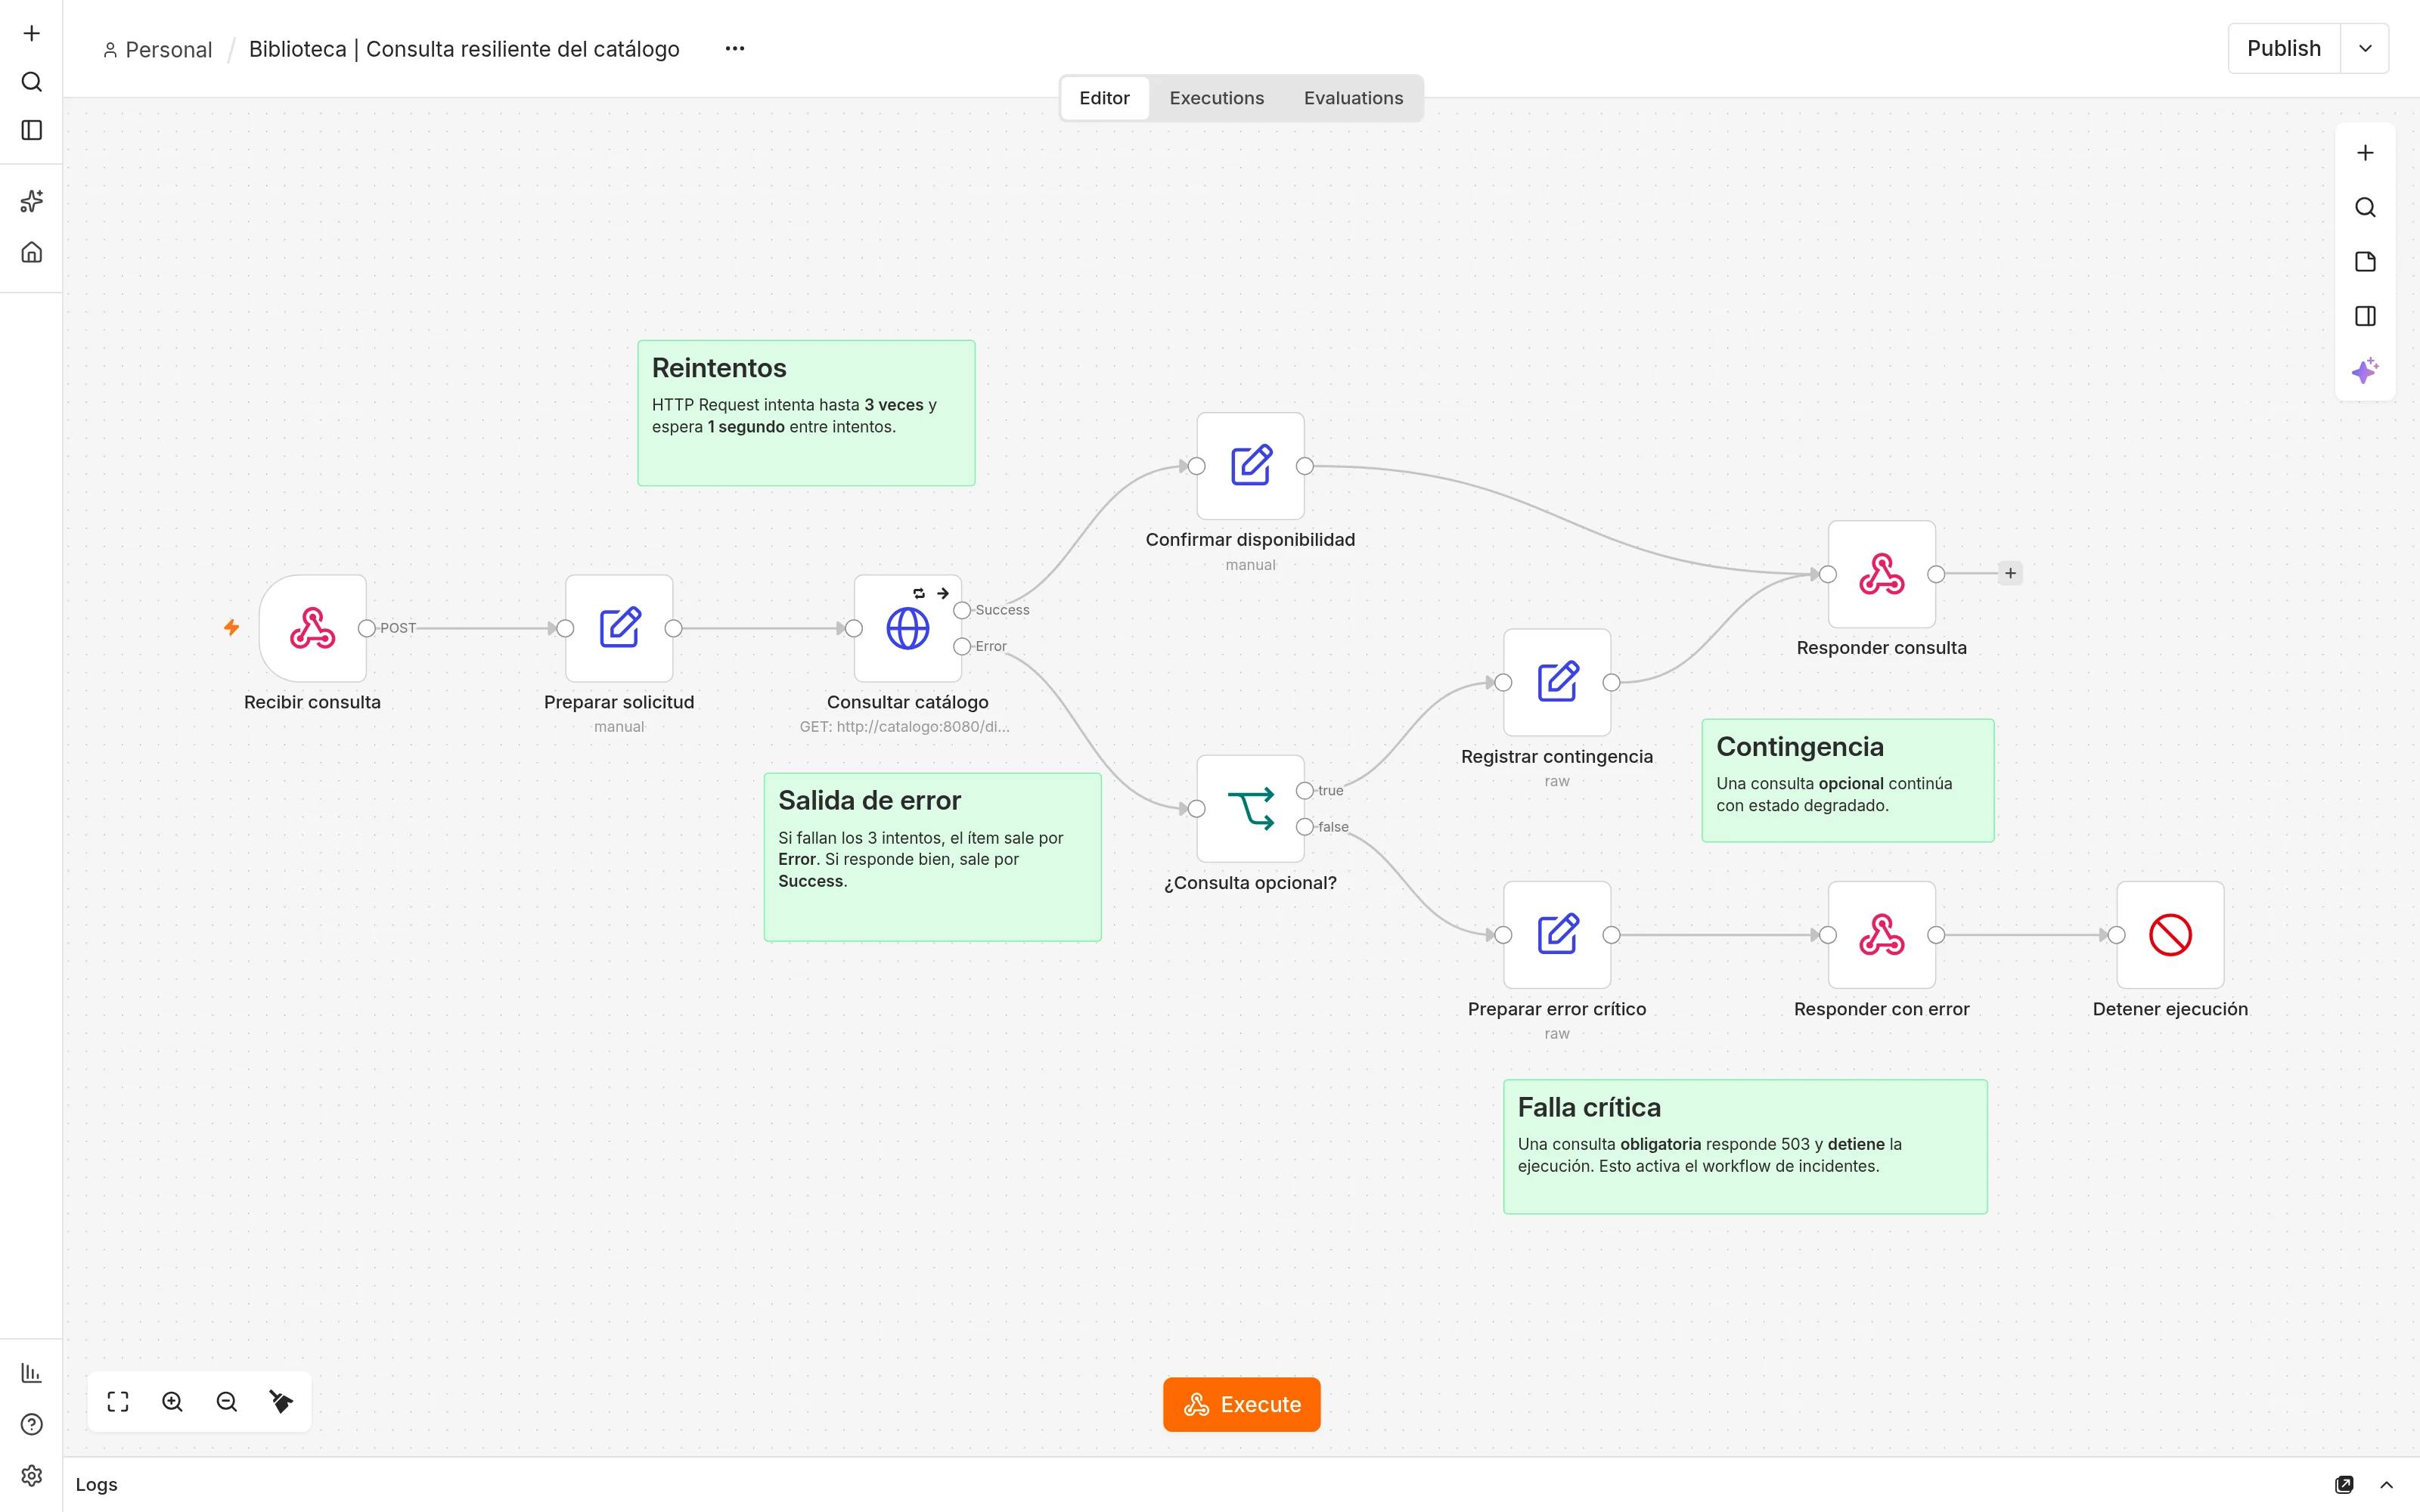 Personal / Biblioteca | Consulta resiliente del catálogo
Publish
Editor
Executions
Evaluations
Reintentos
HTTP Request intenta hasta 3 veces y
espera 1 segundo entre intentos.
Confirmar disponibilidad
manual
POST
Recibir consulta
Preparar solicitud
manual
Success
Error
Consultar catálogo
GET: http://catalogo:8080/di...
Responder consulta
Registrar contingencia
raw
Contingencia
Una consulta opcional continúa
con estado degradado.
Salida de error
Si fallan los 3 intentos, el ítem sale por
Error. Si responde bien, sale por
Success.
true
false
¿Consulta opcional?
Preparar error crítico
raw
Responder con error
Detener ejecución
Falla crítica
Una consulta obligatoria responde 503 y detiene la
ejecución. Esto activa el workflow de incidentes.
Execute
Logs